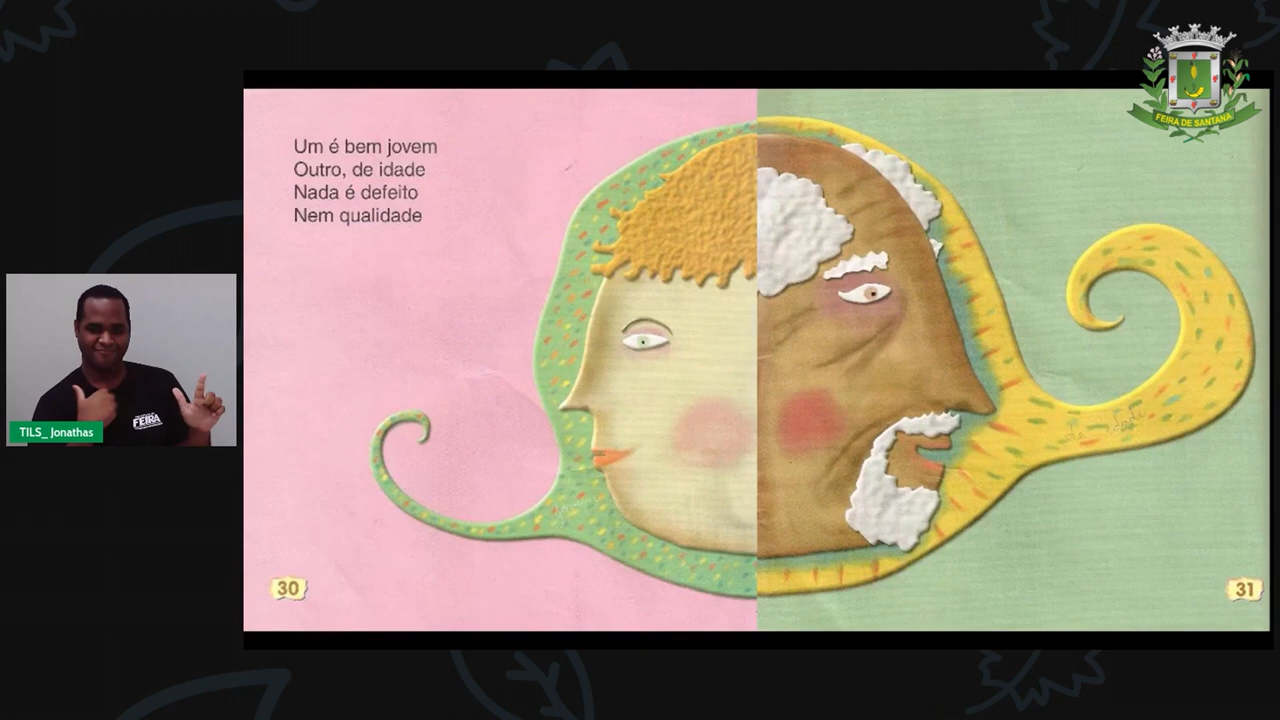 FEIRA DE SANTANA
Um é bem jovem
Outro, de idade
Nada é defeito
Nem qualidade
FEIRA
TILS_ Jonathas
30
31